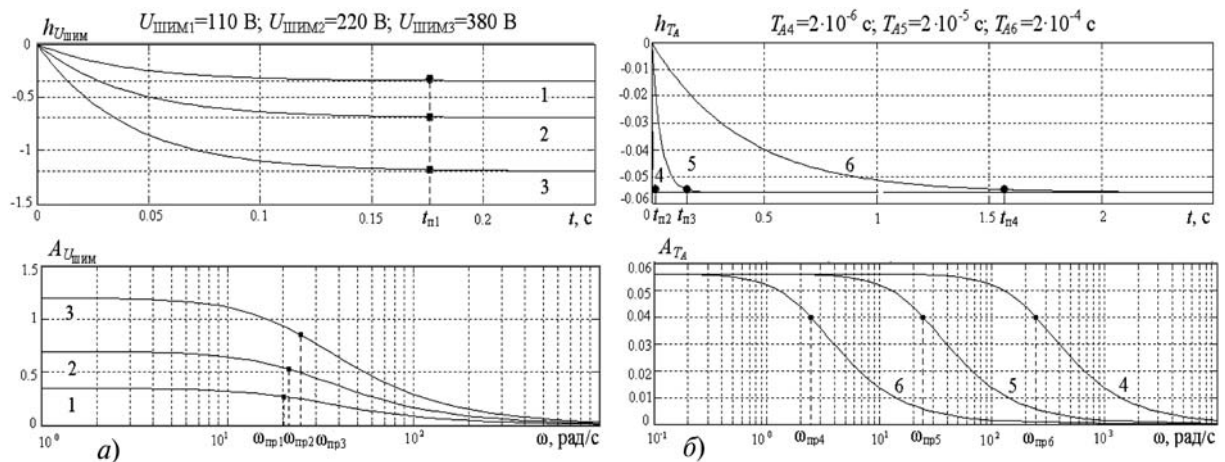 U_ШИМ1=110 В; U_ШИМ2=220 В; U_ШИМ3=380 В
h_Uшим
0
-0.5
-1
-1.5
1
2
3
0
0.05
0.1
0.15
t_п1
0.2
t, с
T_A4=2·10^-6 с; T_A5=2·10^-5 с; T_A6=2·10^-4 с
h_TA
0
-0.01
-0.02
-0.03
-0.04
-0.05
-0.06
4
5
6
0
t_п2
t_п3
0.5
1
1.5
t_п4
2
t, с
A_Uшим
1.5
1
0.5
0
3
2
1
10^0
10^1
ω_пр1
ω_пр2
ω_пр3
10^2
ω, рад/с
а)
A_TA
0.06
0.05
0.04
0.03
0.02
0.01
0
6
5
4
10^-1
10^0
ω_пр4
10^1
ω_пр5
10^2
ω_пр6
10^3
ω, рад/с
б)